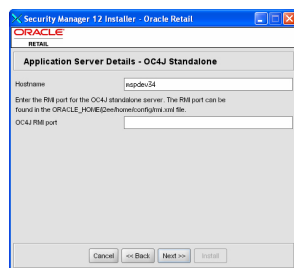 Security Manager 12 Installer - Oracle Retail
ORACLE
RETAIL
Application Server Details - OC4J Standalone
Hostname
mspdev34
Enter the RMI port for the OC4J standalone server. The RMI port can be
found in the ORACLE_HOME/j2ee/home/config/rmi.xml file.
OC4J RMI port
Cancel
<< Back
Next >>
Install